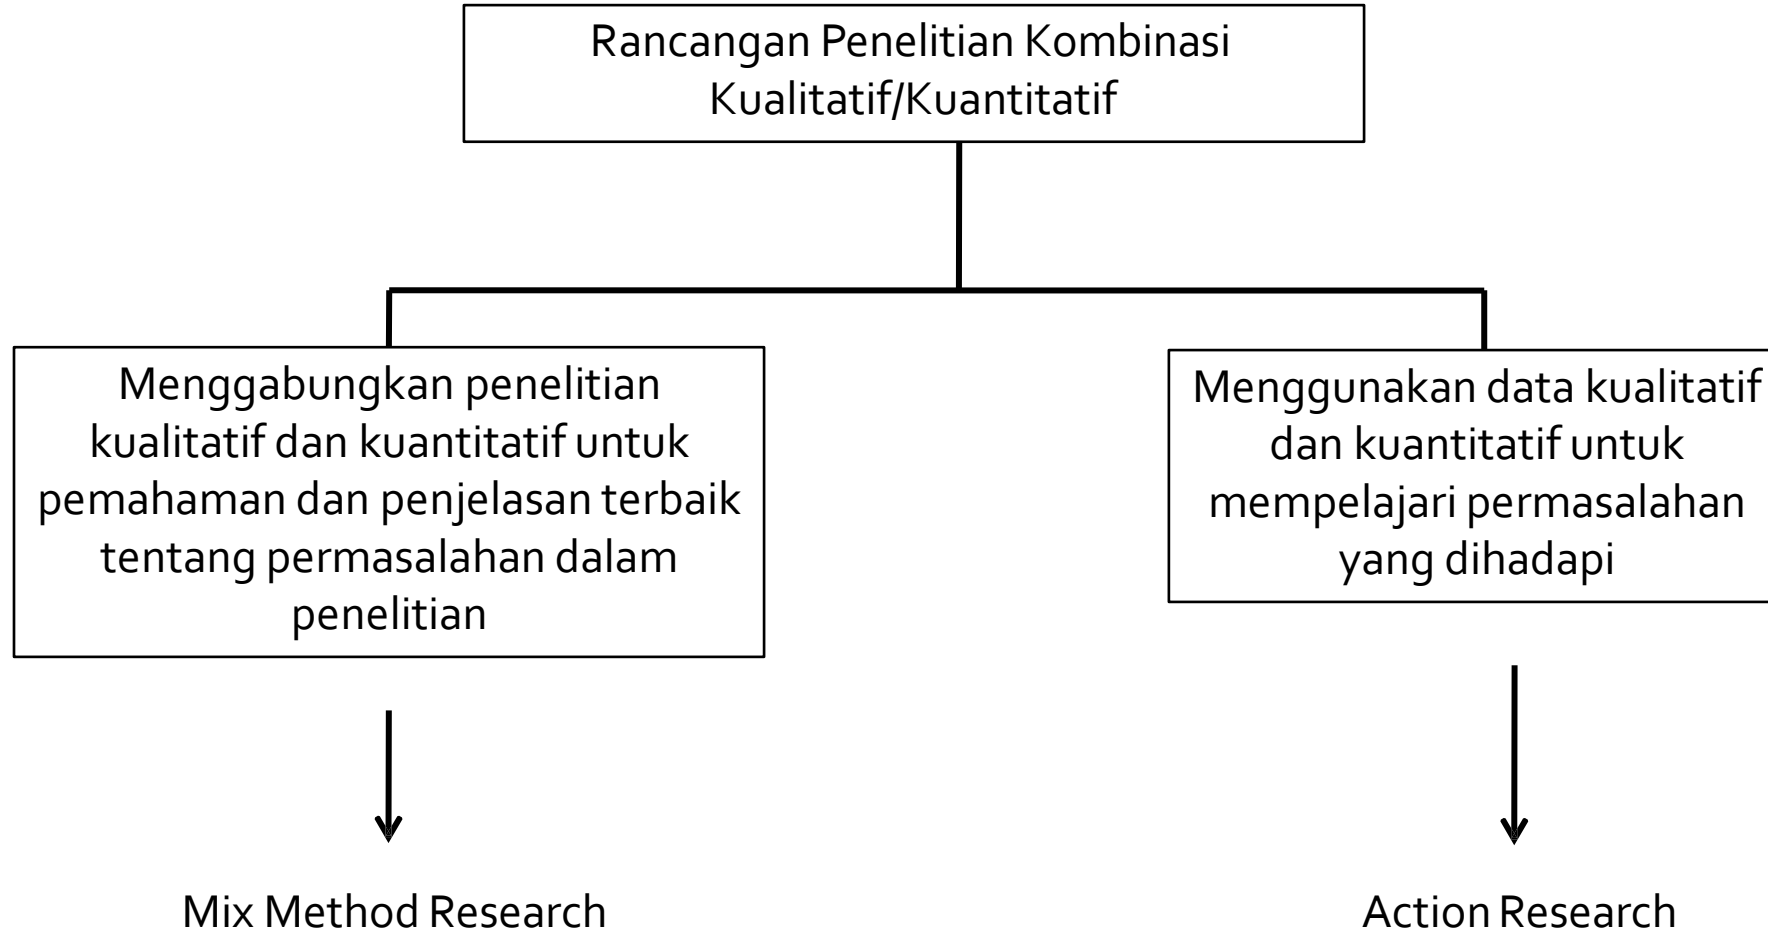 Rancangan Penelitian Kombinasi
Kualitatif/Kuantitatif
Menggabungkan penelitian
kualitatif dan kuantitatif untuk
pemahaman dan penjelasan terbaik
tentang permasalahan dalam
penelitian
Menggunakan data kualitatif
dan kuantitatif untuk
mempelajari permasalahan
yang dihadapi
Mix Method Research
Action Research